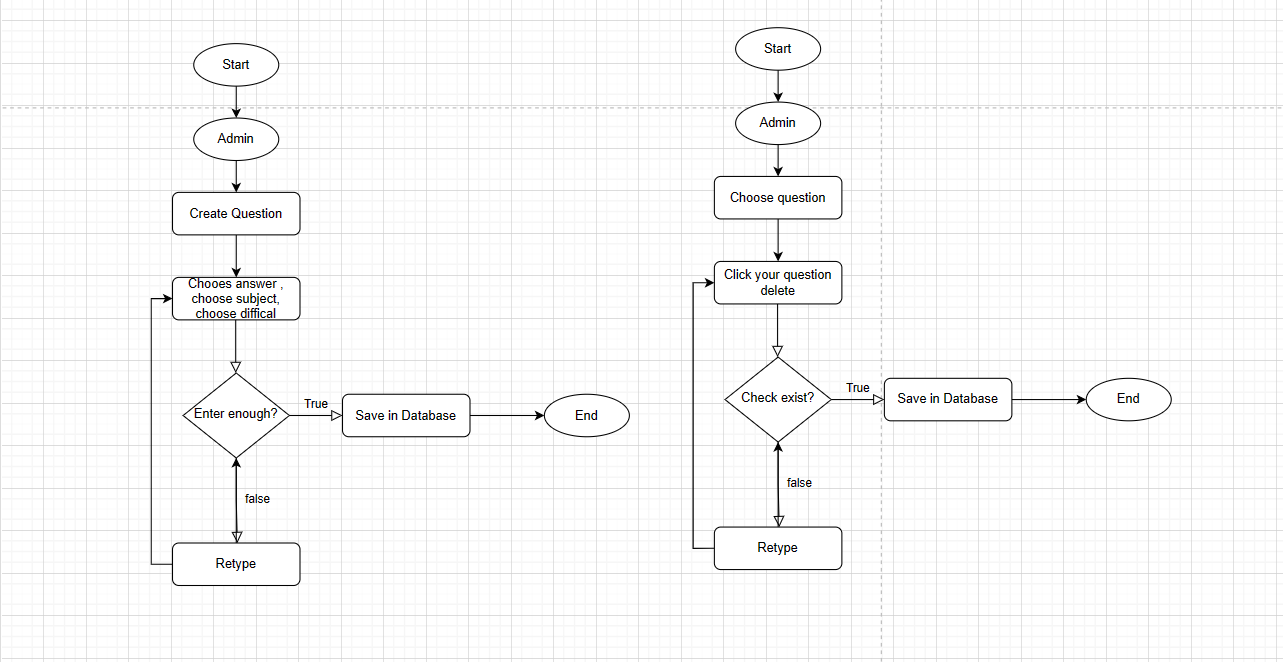 Start
Admin
Create Question
Chooes answer ,
choose subject,
choose diffical
Enter enough?
True
Save in Database
End
false
Retype
Start
Admin
Choose question
Click your question
delete
Check exist?
True
Save in Database
End
false
Retype